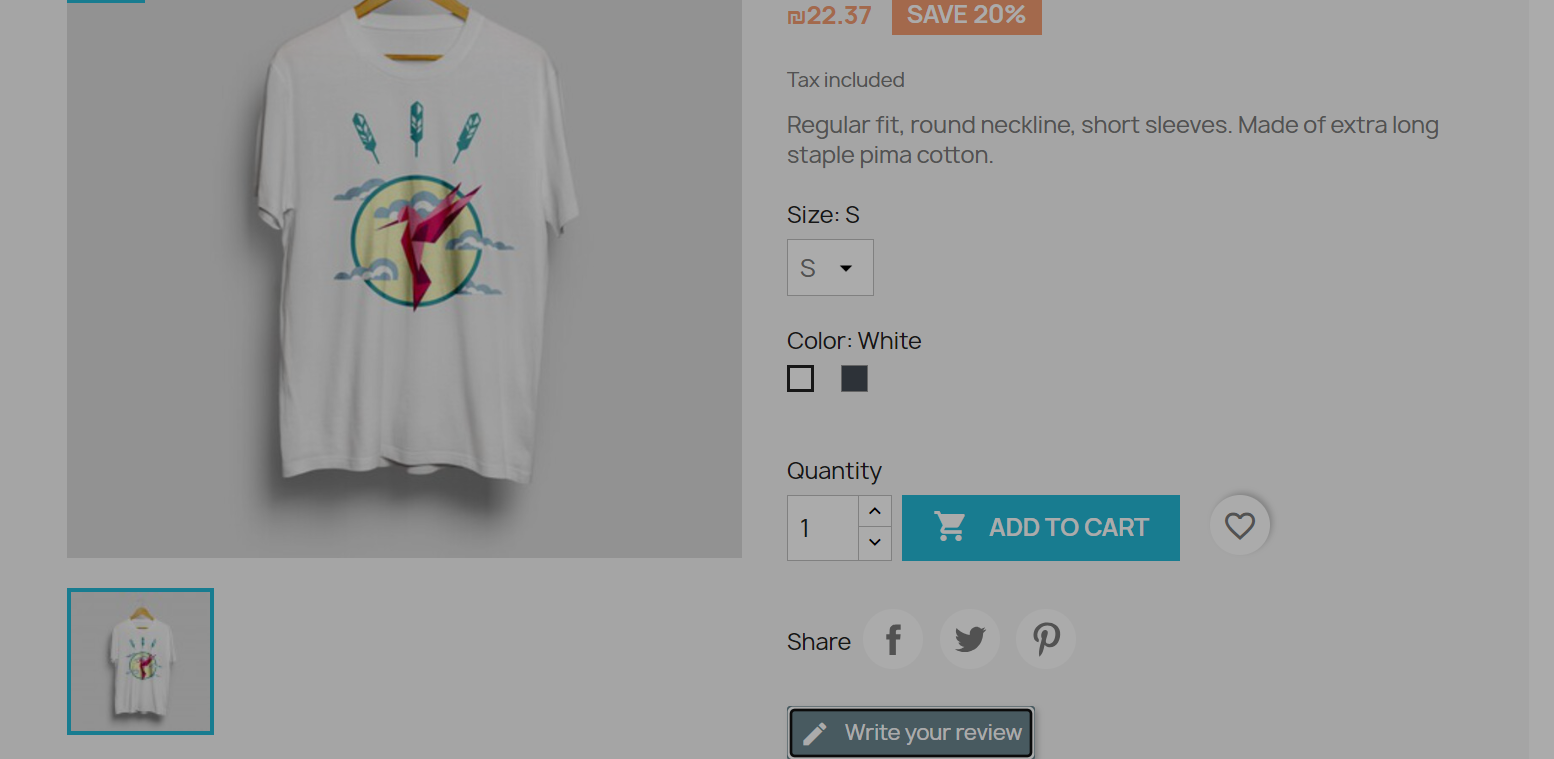 ₪22.37
SAVE 20%
Tax included
Regular fit, round neckline, short sleeves. Made of extra long
staple pima cotton.
Size: S
S
Color: White
Quantity
1
ADD TO CART
Share
Write your review